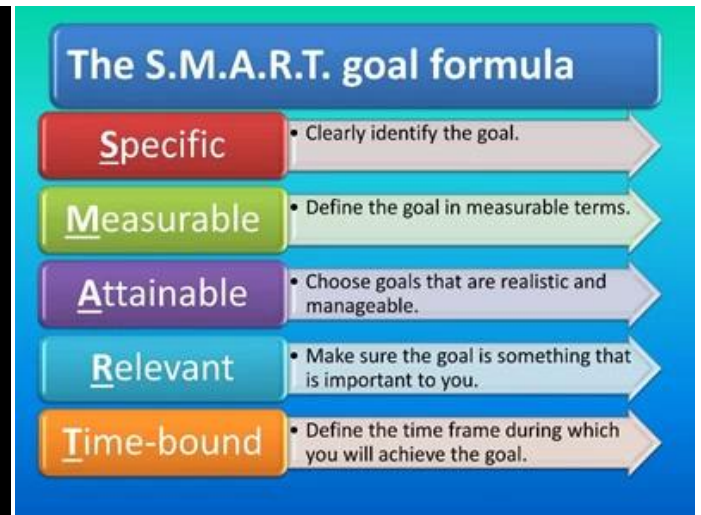 The S.M.A.R.T. goal formula
Specific
• Clearly identify the goal.
Measurable
• Define the goal in measurable terms.
Attainable
• Choose goals that are realistic and
manageable.
Relevant
• Make sure the goal is something that
is important to you.
Time-bound
• Define the time frame during which
you will achieve the goal.